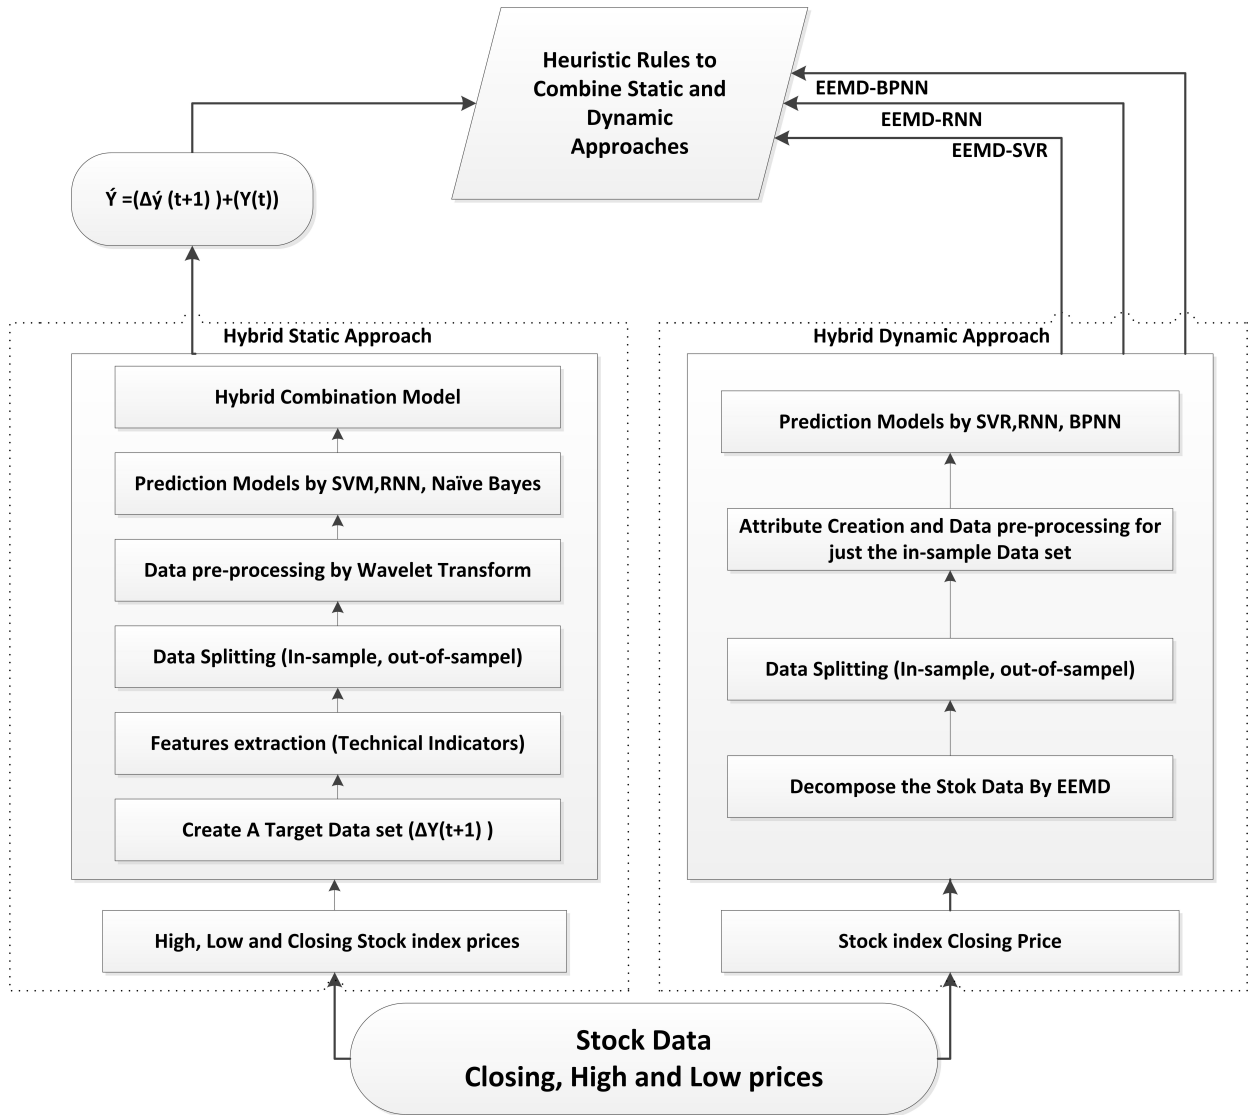 Heuristic Rules to
Combine Static and
Dynamic
Approaches
EEMD-BPNN
EEMD-RNN
EEMD-SVR
Ý =(Δý (t+1) )+(Y(t))
Hybrid Static Approach
Hybrid Combination Model
Prediction Models by SVM,RNN, Naïve Bayes
Data pre-processing by Wavelet Transform
Data Splitting (In-sample, out-of-sampel)
Features extraction (Technical Indicators)
Create A Target Data set (ΔY(t+1) )
High, Low and Closing Stock index prices
Hybrid Dynamic Approach
Prediction Models by SVR,RNN, BPNN
Attribute Creation and Data pre-processing for
just the in-sample Data set
Data Splitting (In-sample, out-of-sampel)
Decompose the Stok Data By EEMD
Stock index Closing Price
Stock Data
Closing, High and Low prices